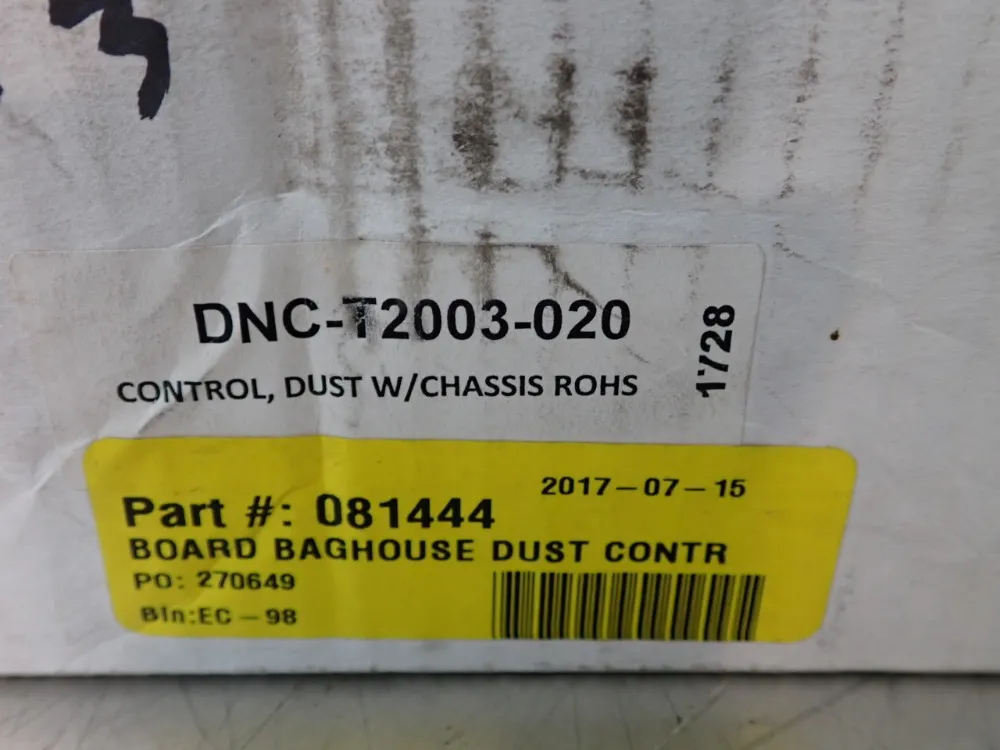 DNC-T2003-020
CONTROL, DUST W/CHASSIS ROHS
1728
2017-07-15
Part #: 081444
BOARD BAGHOUSE DUST CONTR
PO: 270649
Bin:EC-98